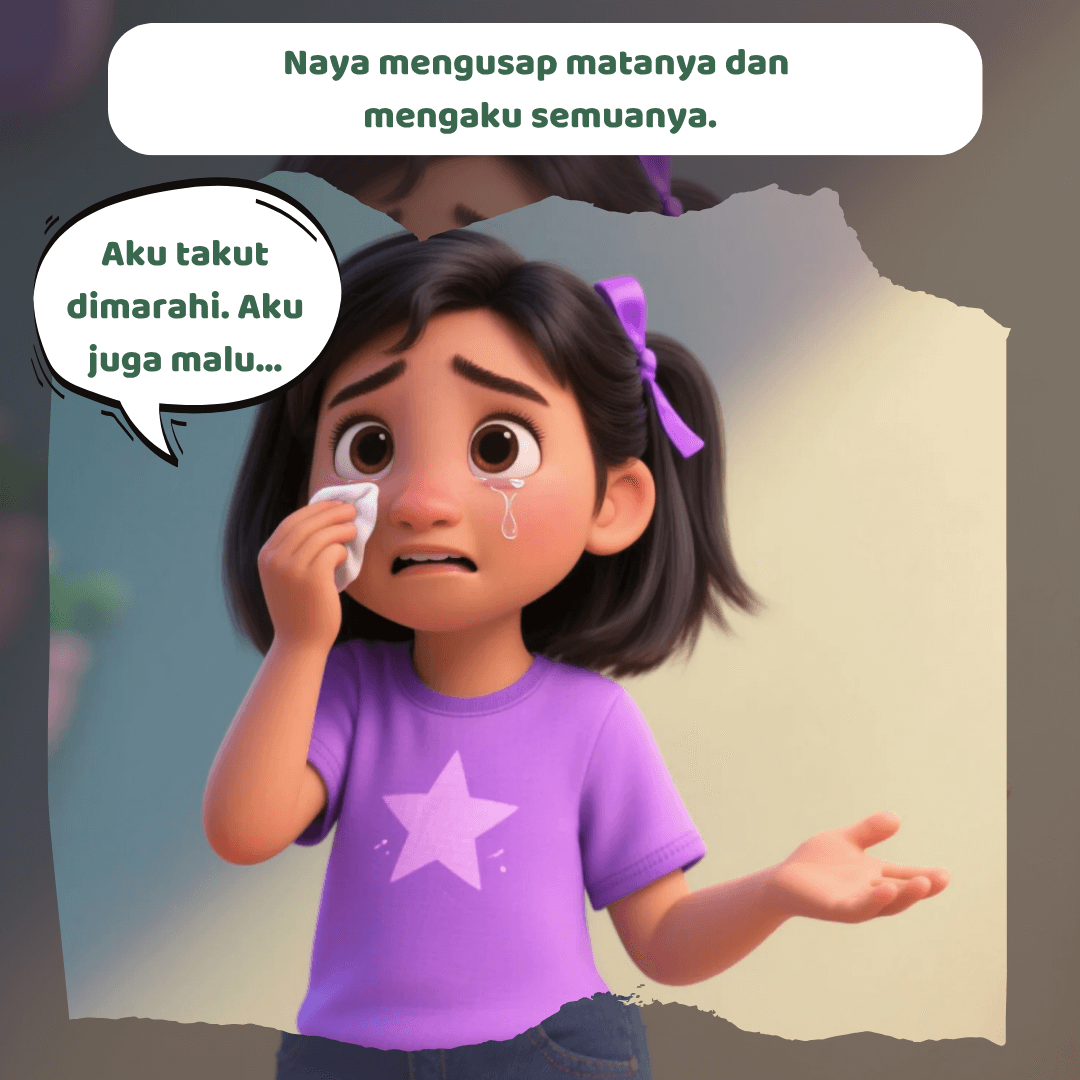 Naya mengusap matanya dan
mengaku semuanya.
Aku takut
dimarahi. Aku
juga malu...